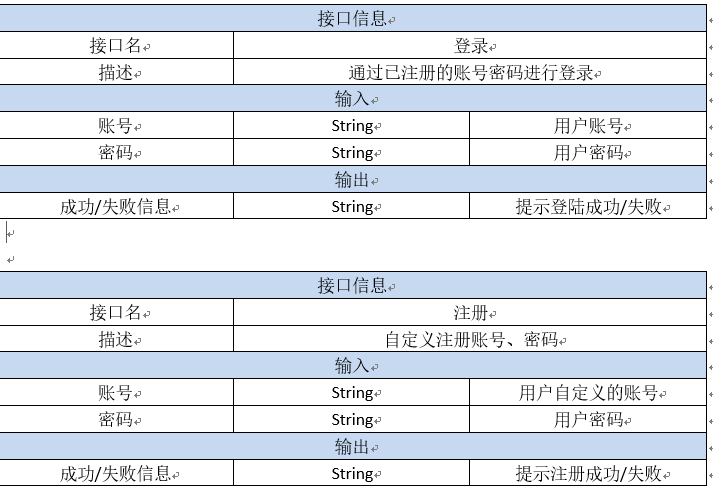 接口信息
接口名 登录
描述 通过已注册的账号密码进行登录
输入
账号 String 用户账号
密码 String 用户密码
输出
成功/失败信息 String 提示登陆成功/失败
接口信息
接口名 注册
描述 自定义注册账号、密码
输入
账号 String 用户自定义的账号
密码 String 用户密码
输出
成功/失败信息 String 提示注册成功/失败